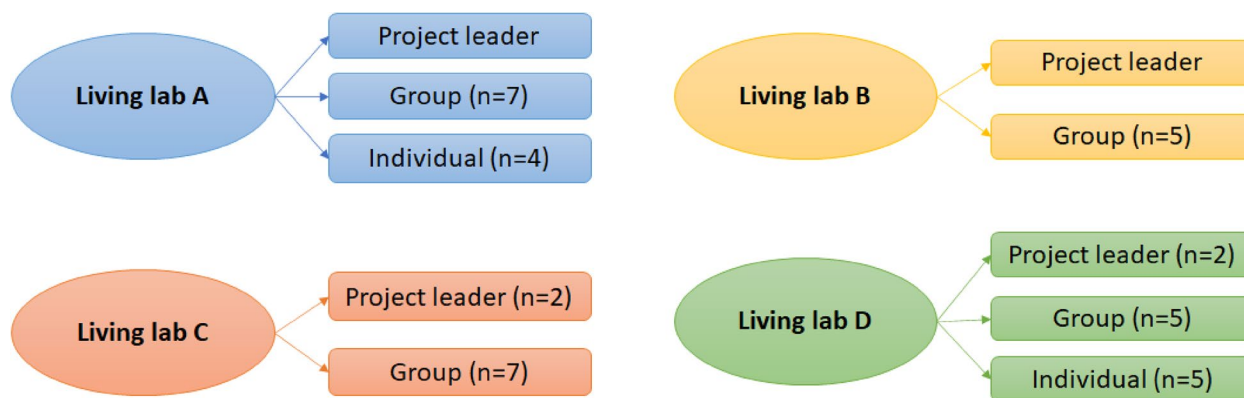 Living lab A
Project leader
Group (n=7)
Individual (n=4)
Living lab B
Project leader
Group (n=5)
Living lab C
Project leader (n=2)
Group (n=7)
Living lab D
Project leader (n=2)
Group (n=5)
Individual (n=5)